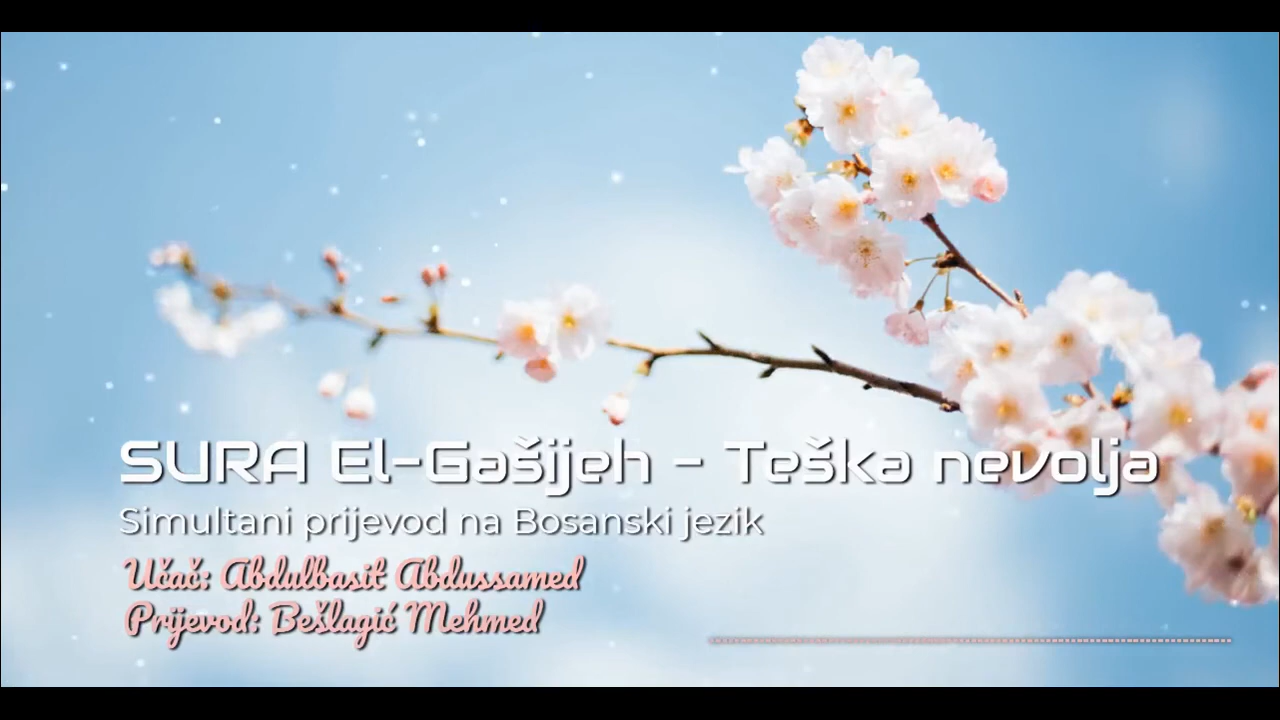 SURA El-Gašijeh - Teška nevolja
Simultani prijevod na Bosanski jezik
Učač: Abdulbasit Abdussamed
Prijevod: Bešlagić Mehmed